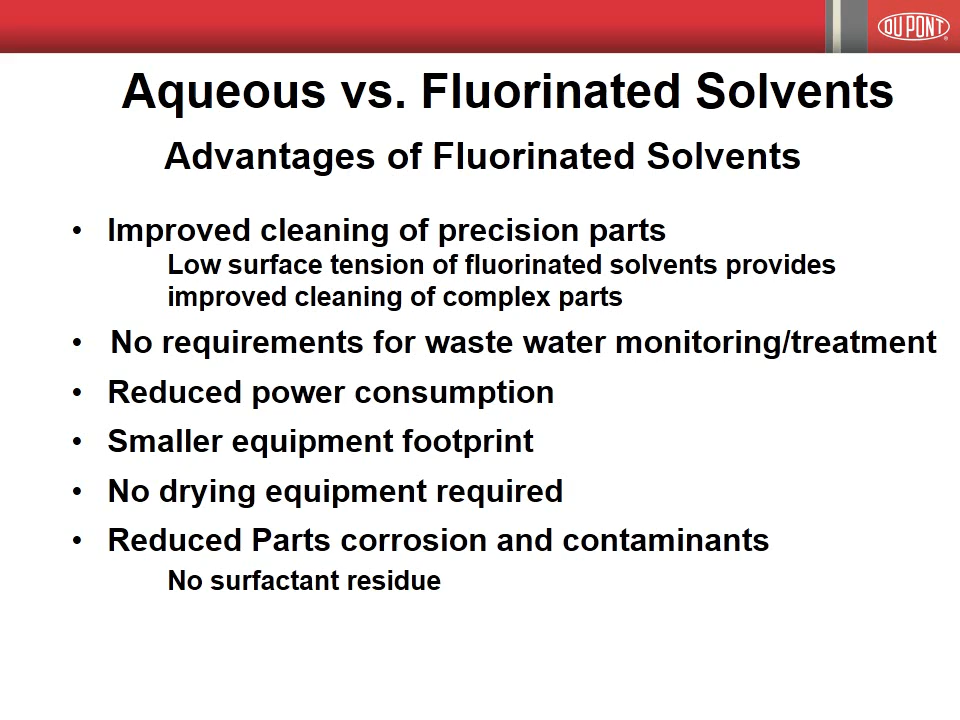 DU PONT
Aqueous vs. Fluorinated Solvents
Advantages of Fluorinated Solvents
• Improved cleaning of precision parts
Low surface tension of fluorinated solvents provides
improved cleaning of complex parts
• No requirements for waste water monitoring/treatment
• Reduced power consumption
• Smaller equipment footprint
• No drying equipment required
• Reduced Parts corrosion and contaminants
No surfactant residue